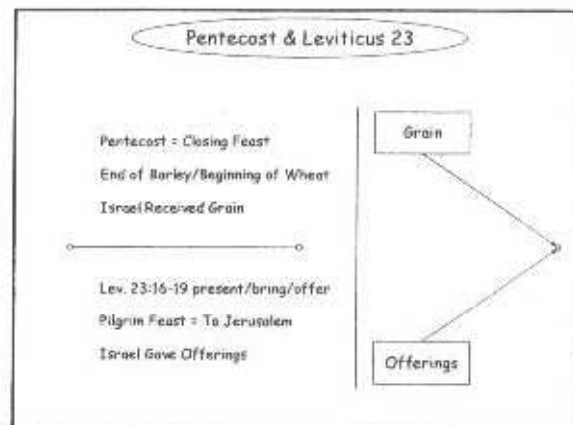 Pentecost & Leviticus 23
Pentecost = Closing Feast
End of Barley/Beginning of Wheat
Israel Received Grain
Lev. 23:16-19 present/bring/offer
Pilgrim Feast = To Jerusalem
Israel Gave Offerings
Grain
Offerings